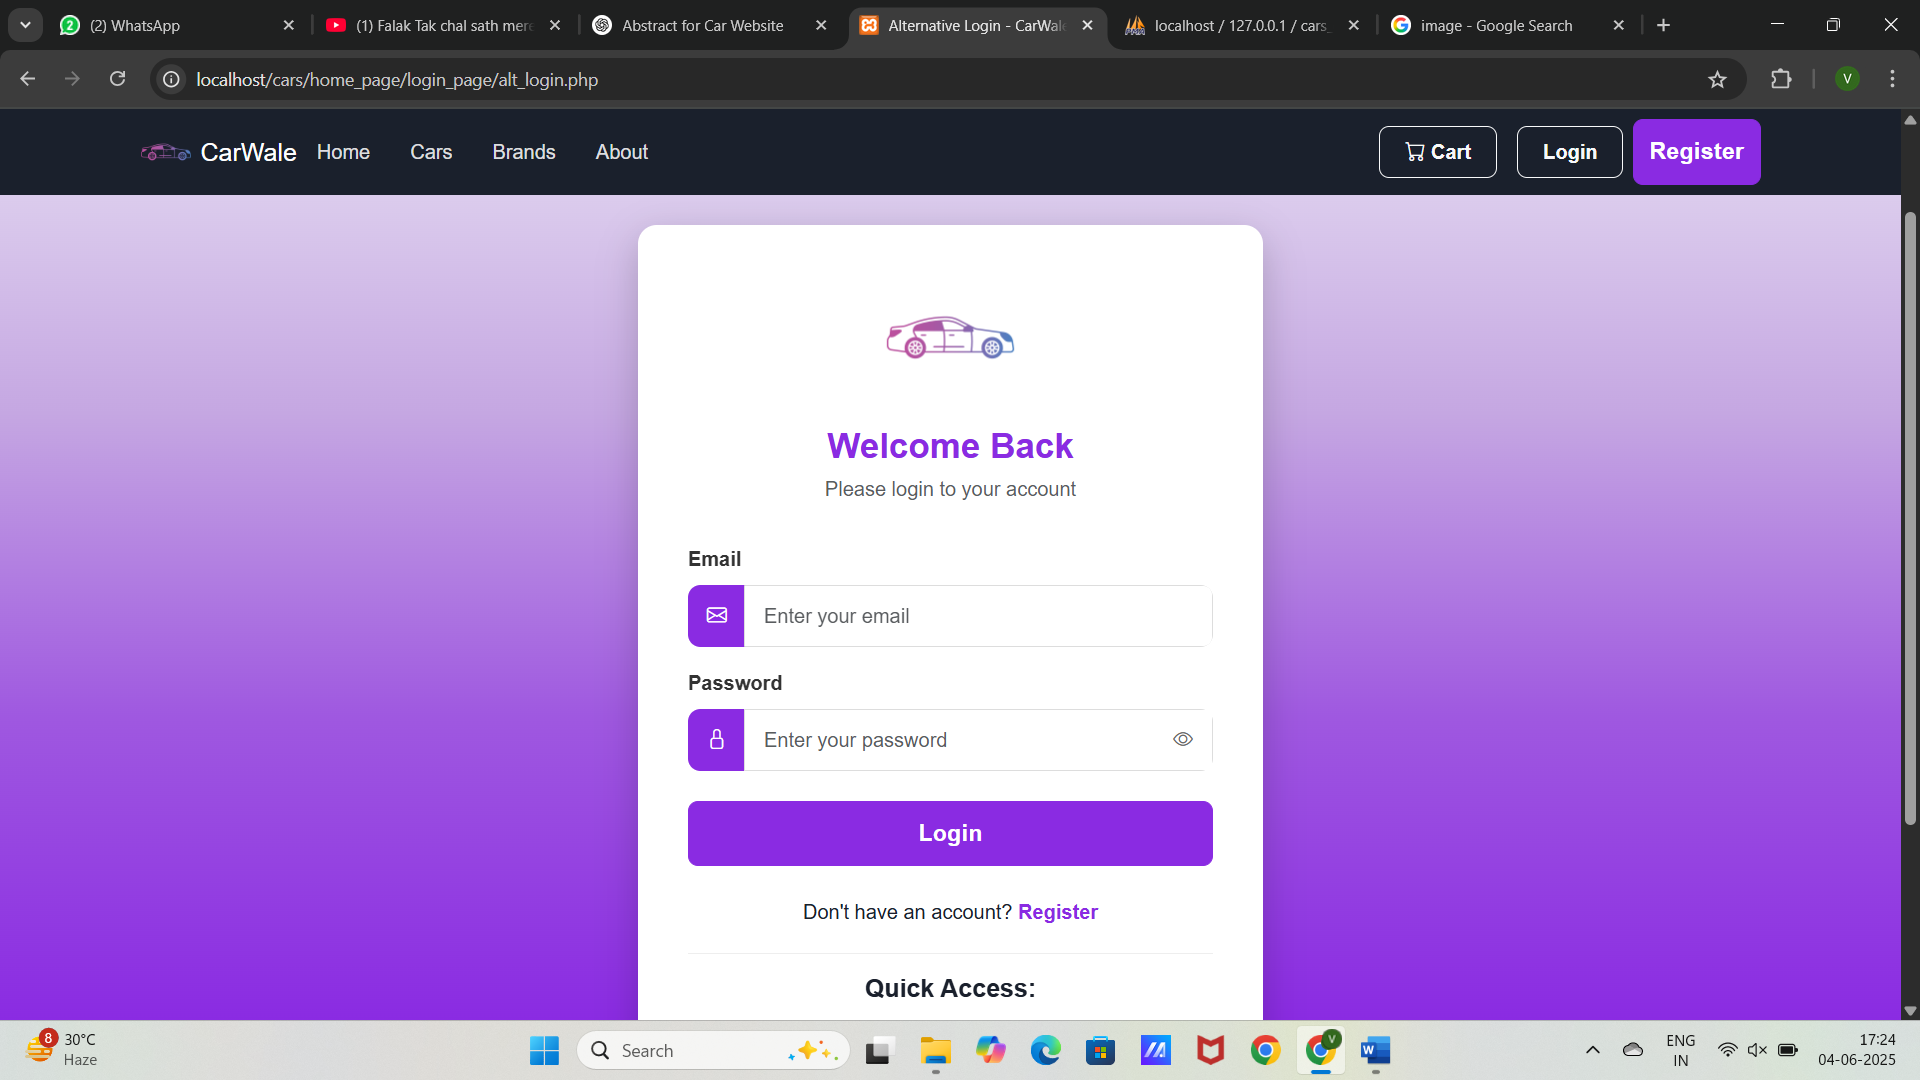 (2) WhatsApp
(1) Falak Tak chal sath mere
Abstract for Car Website
Alternative Login - CarWale
localhost / 127.0.0.1 / cars_
image - Google Search
localhost/cars/home_page/login_page/alt_login.php
V
CarWale Home Cars Brands About Cart Login Register
Welcome Back
Please login to your account
Email
Enter your email
Password
Enter your password
Login
Don't have an account? Register
Quick Access:
8
30°C
Haze
Search
ENG
IN
17:24
04-06-2025